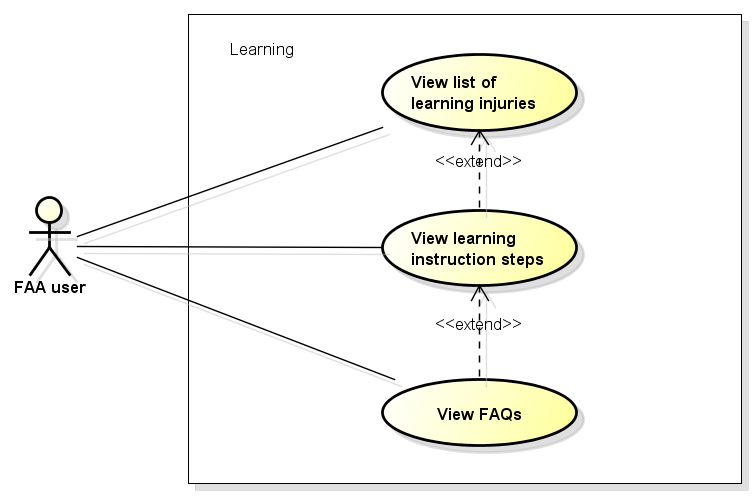 Learning
View list of
learning injuries
<<extend>>
View learning
instruction steps
FAA user
<<extend>>
View FAQs